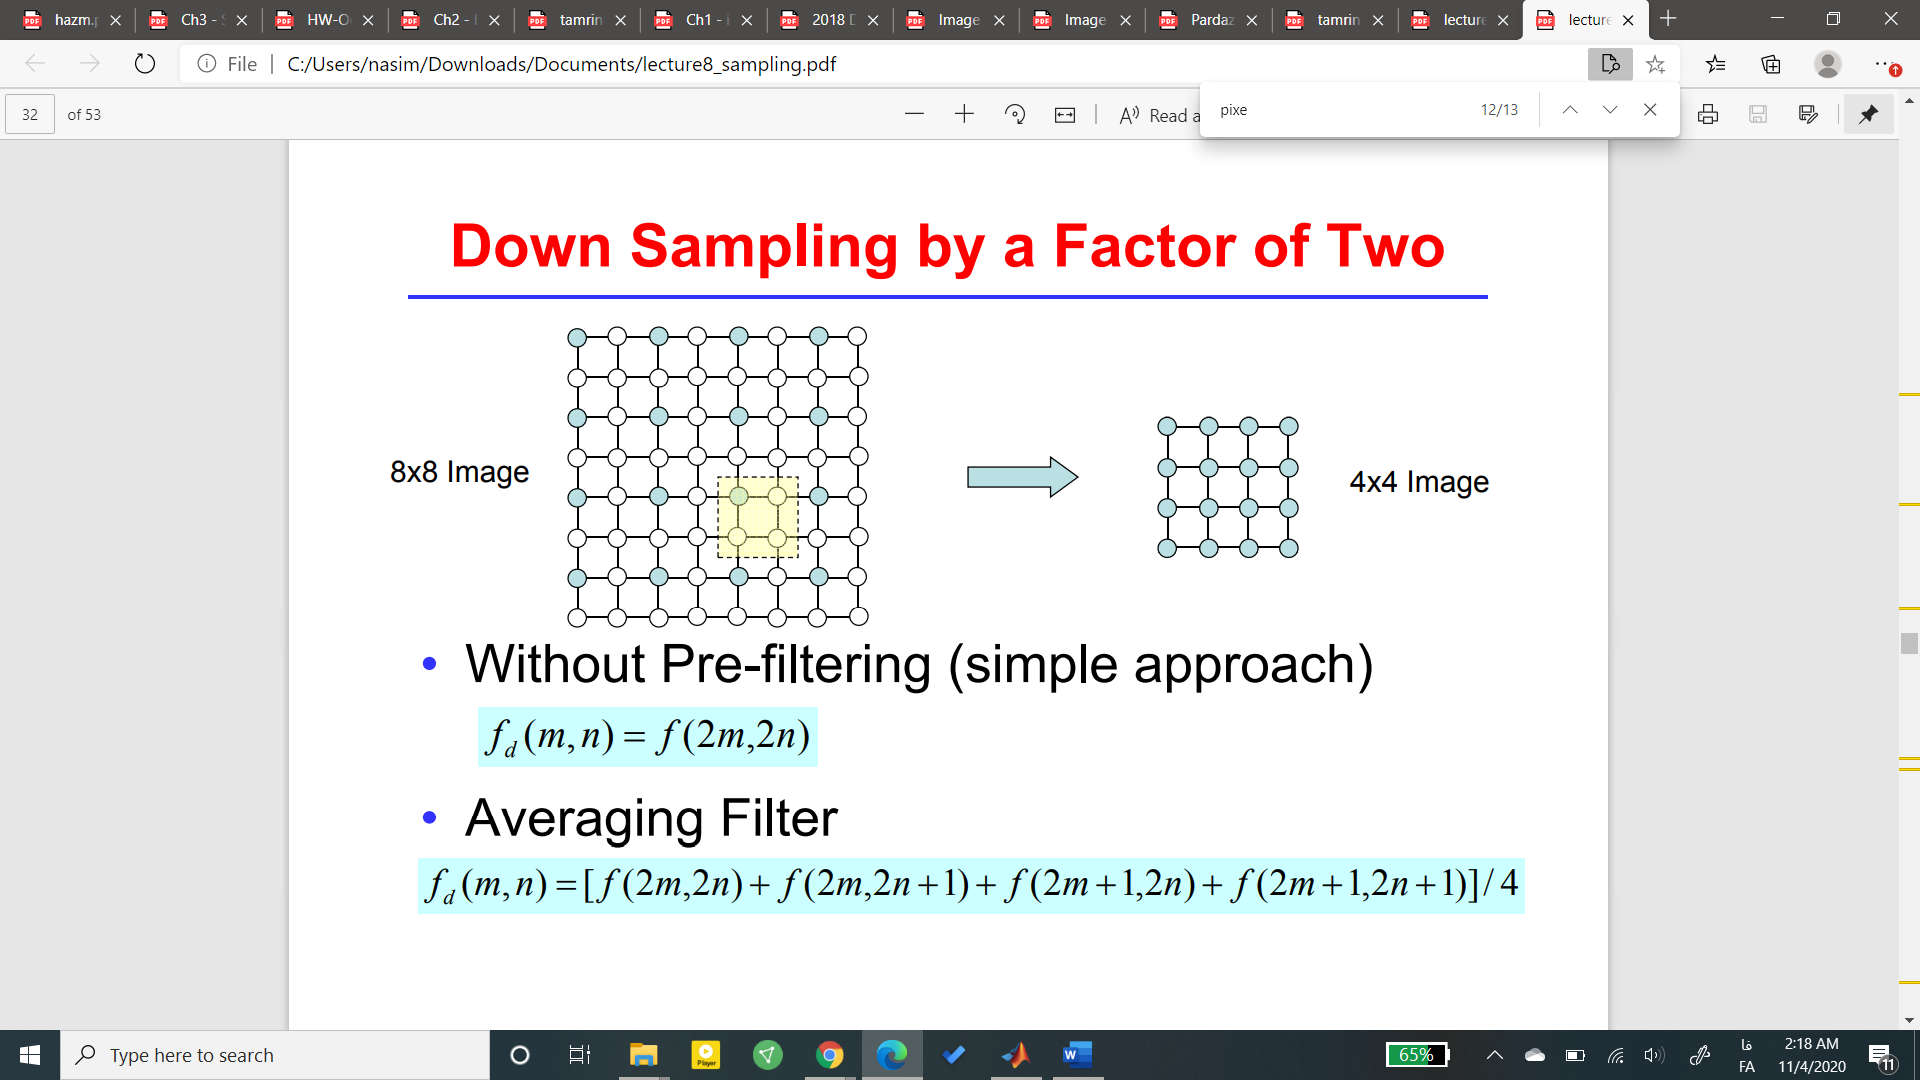 hazm.p
Ch3 -
HW-O
Ch2 -
tamrin
Ch1 -
2018
Image
Image
Pardaz
tamrin
lecture
lecture
File
C:/Users/nasim/Downloads/Documents/lecture8_sampling.pdf
32 of 53
Read a
pixe 12/13
Down Sampling by a Factor of Two
8x8 Image
4x4 Image
• Without Pre-filtering (simple approach)
f_d (m, n) = f (2m,2n)
• Averaging Filter
f_d (m, n) = [ f (2m,2n) + f (2m,2n + 1) + f (2m + 1,2n) + f (2m + 1,2n + 1)]/ 4
Type here to search
Player
65%
فا
FA
2:18 AM
11/4/2020
11